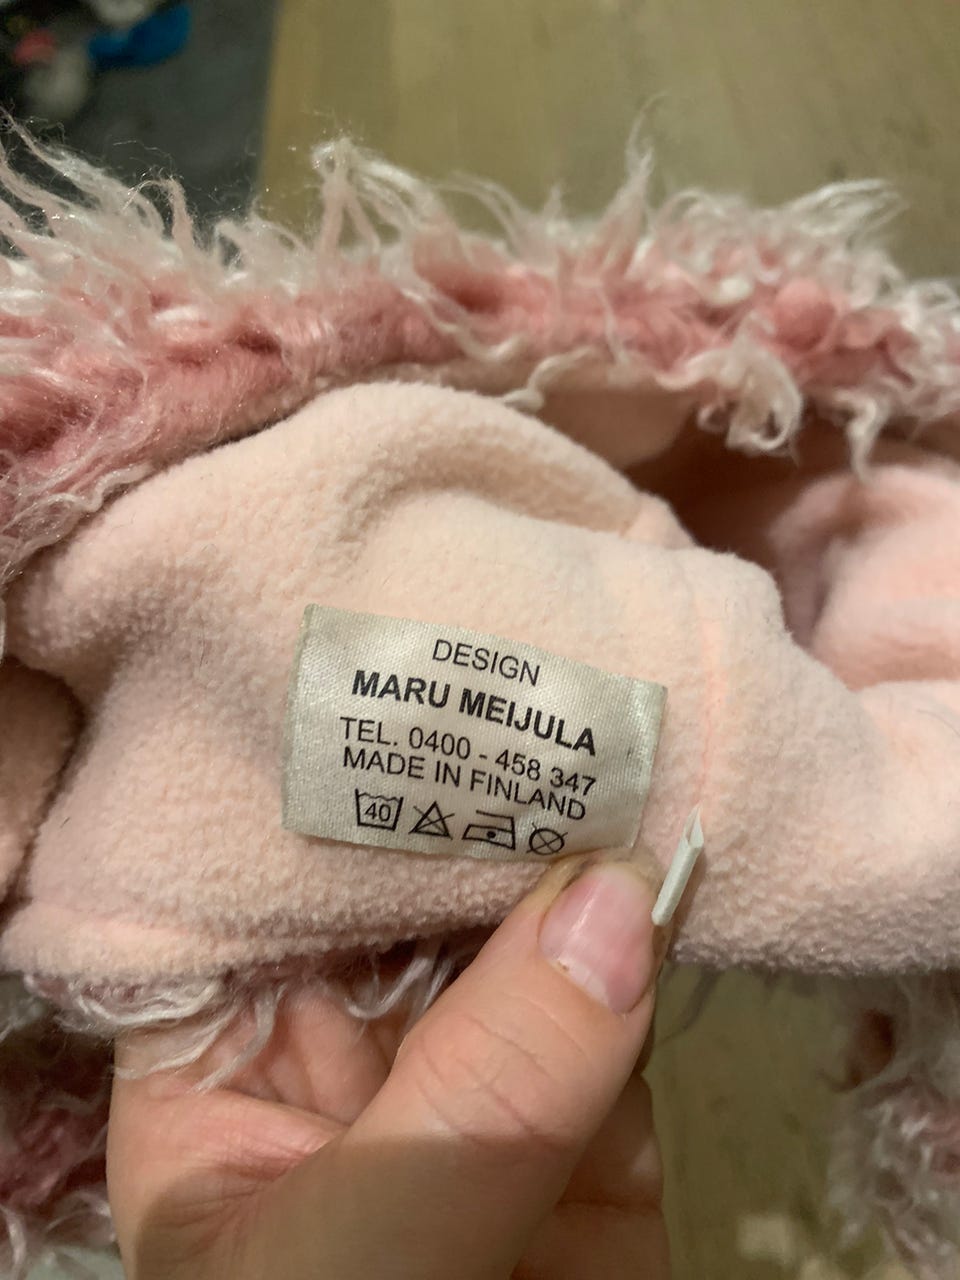 DESIGN
MARU MEIJULA
TEL. 0400 - 458 347
MADE IN FINLAND
40